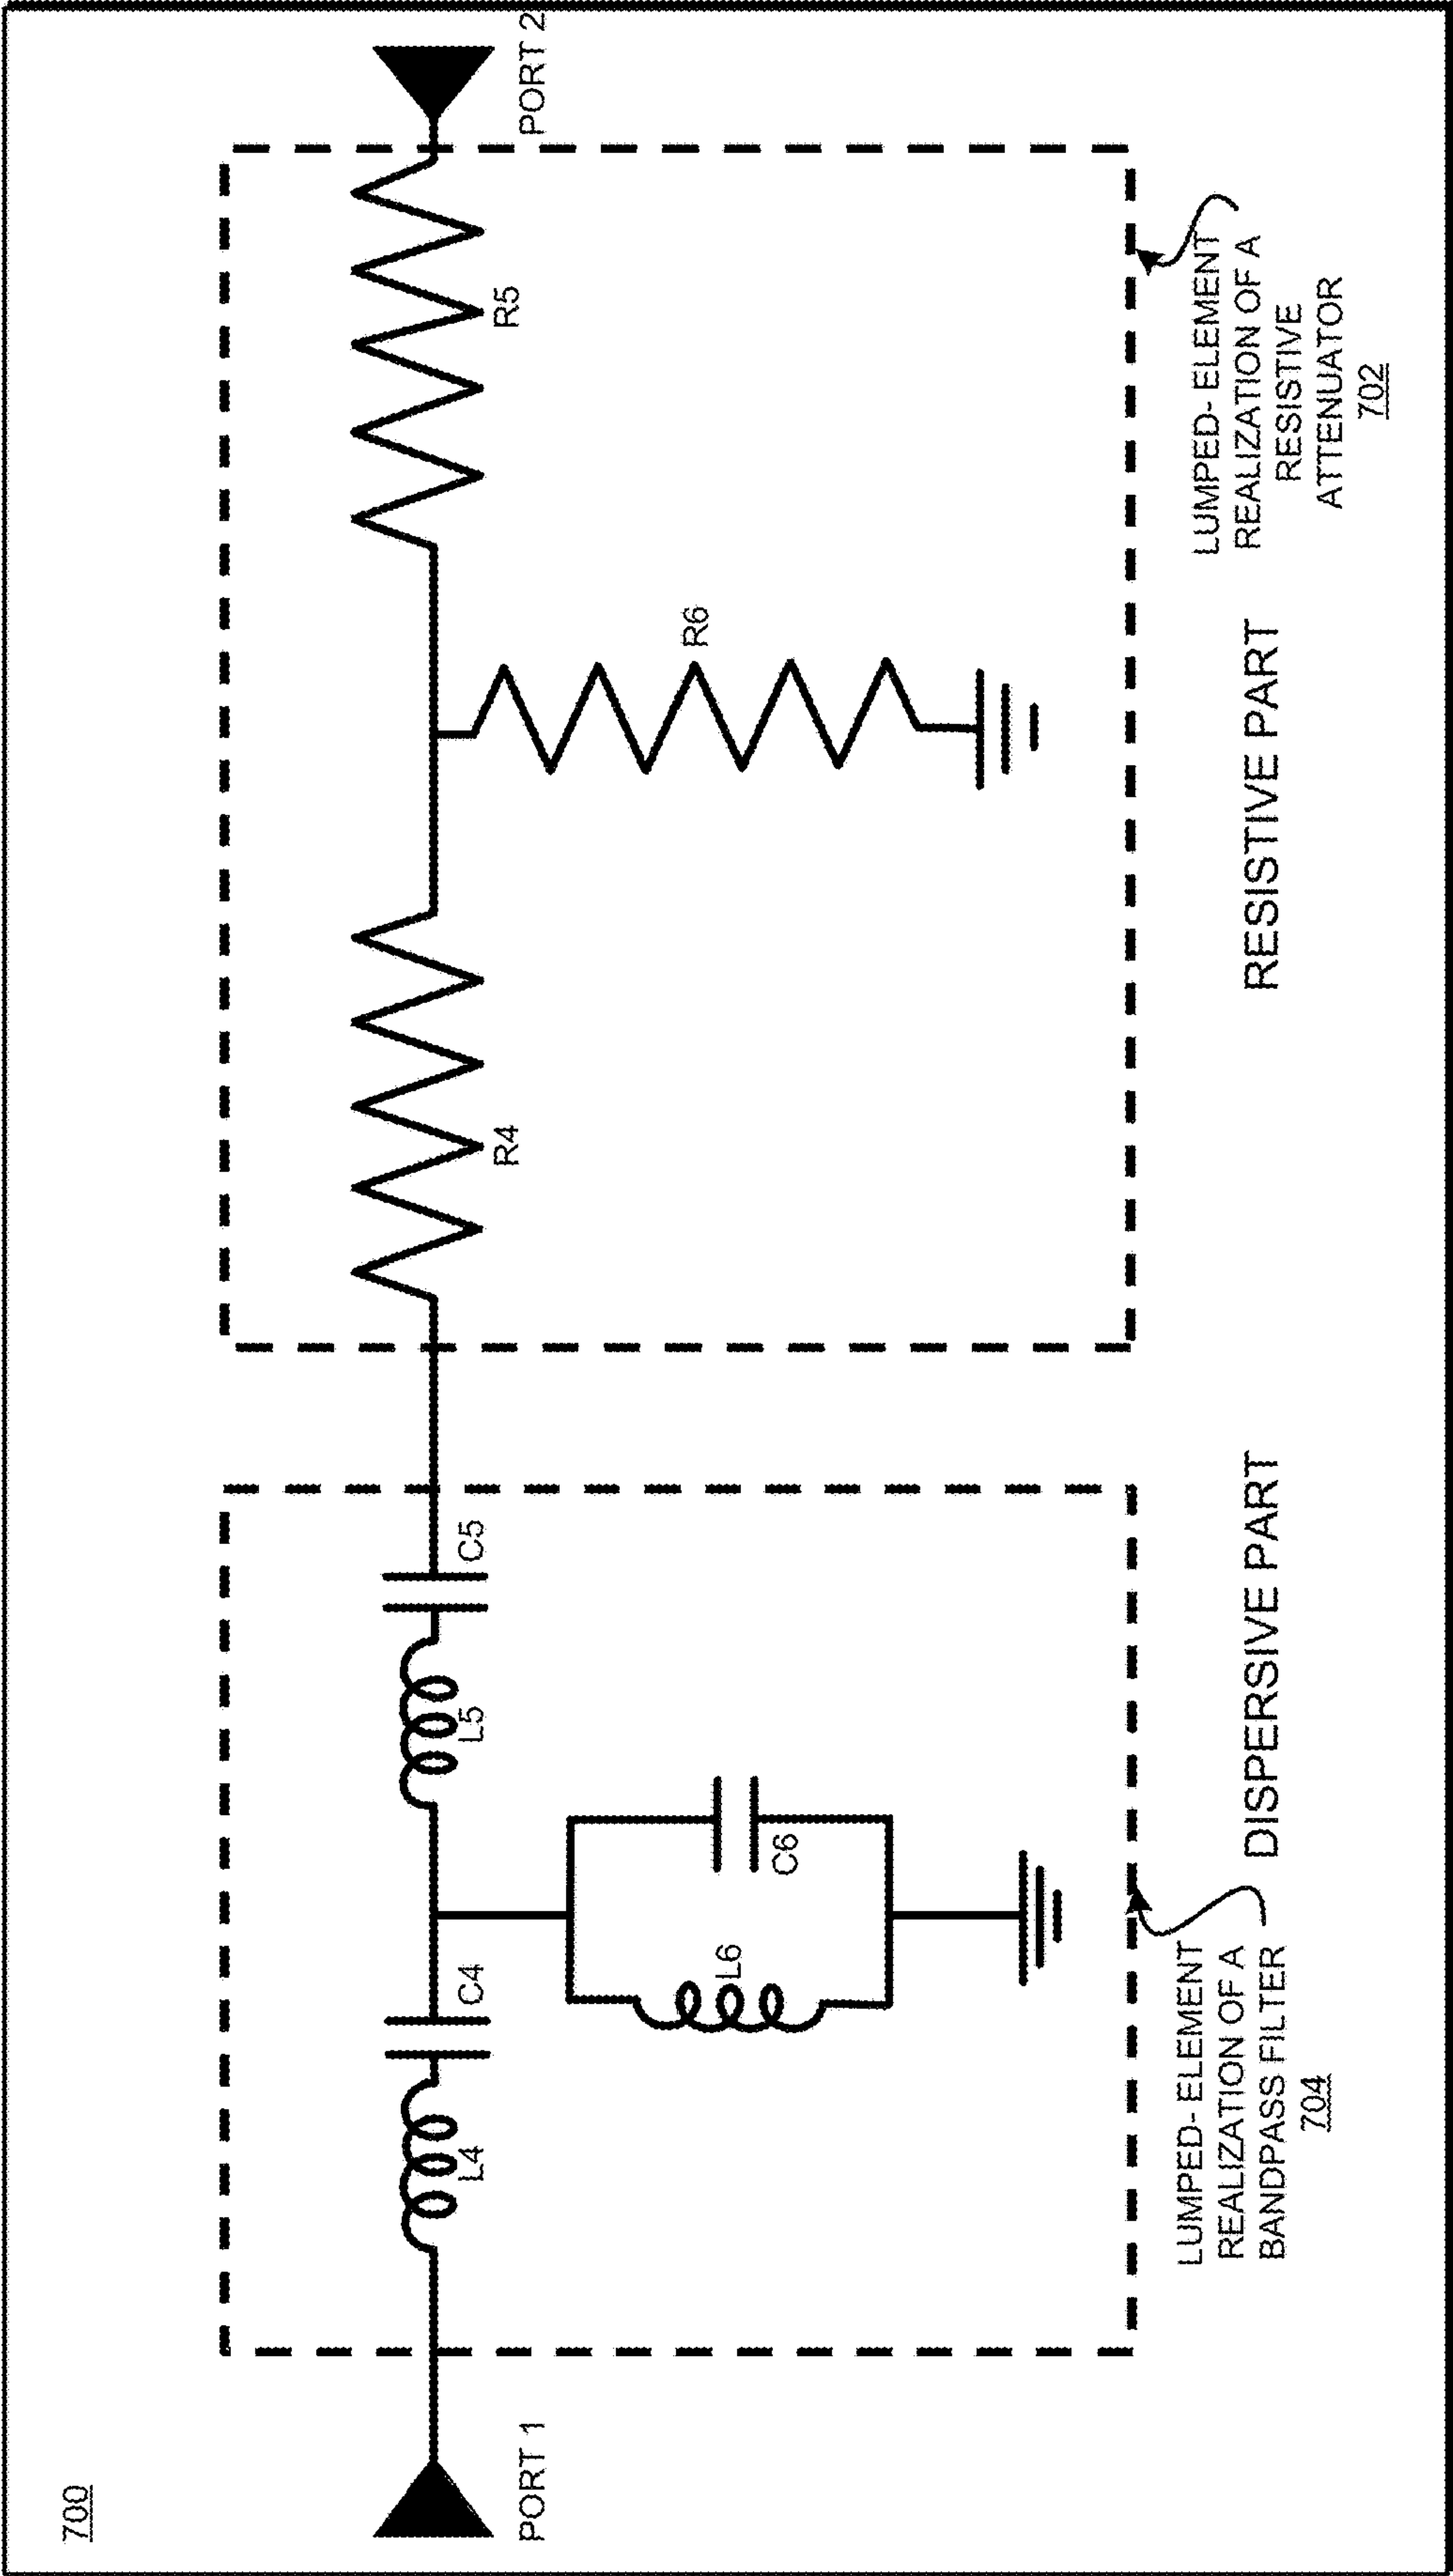 700
PORT 1
L4
C4
L5
C5
L6
C6
R4
R5
R6
PORT 2
LUMPED- ELEMENT
REALIZATION OF A
BANDPASS FILTER
704
DISPERSIVE PART
RESISTIVE PART
LUMPED- ELEMENT
REALIZATION OF A
RESISTIVE
ATTENUATOR
702